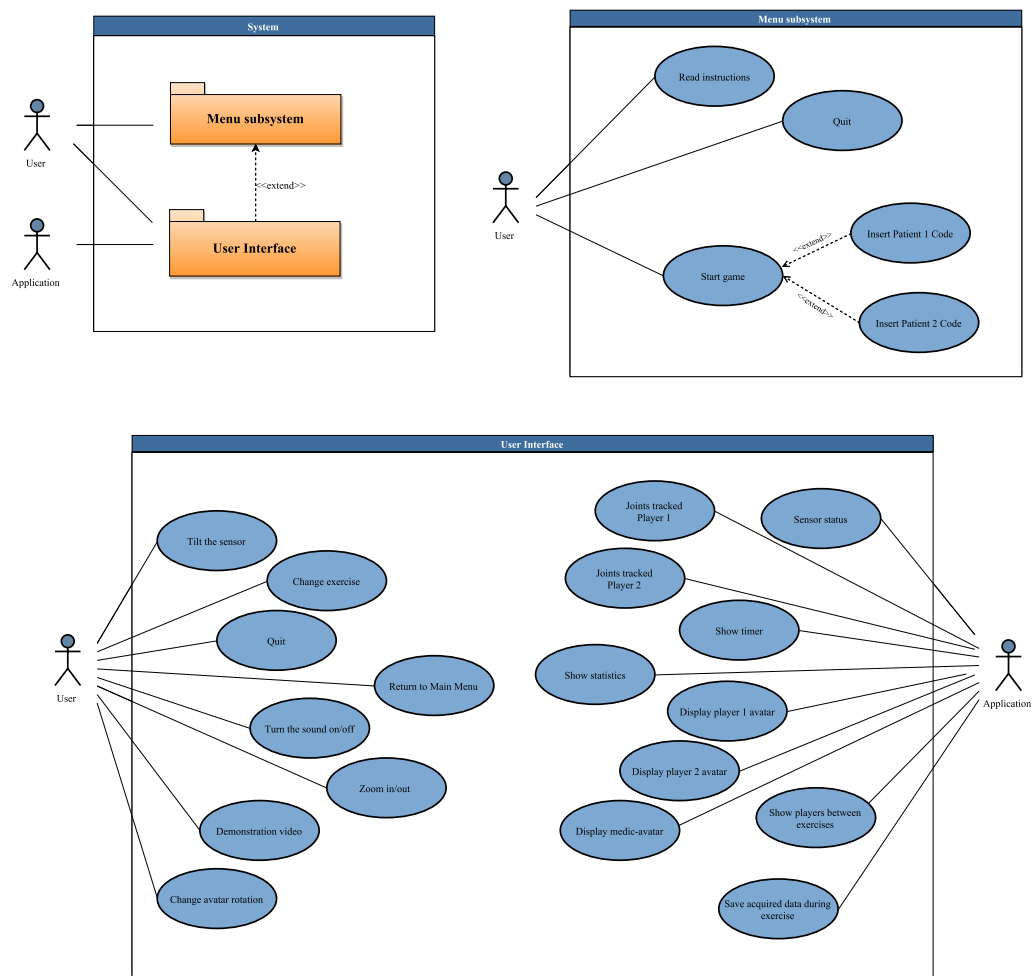 System
Menu subsystem
<<extend>>
User Interface
User
Application
Menu subsystem
Read instructions
Quit
User
Start game
<<extend>>
Insert Patient 1 Code
<<extend>>
Insert Patient 2 Code
User Interface
User
Tilt the sensor
Change exercise
Quit
Return to Main Menu
Turn the sound on/off
Zoom in/out
Demonstration video
Change avatar rotation
Joints tracked
Player 1
Sensor status
Joints tracked
Player 2
Show timer
Show statistics
Display player 1 avatar
Display player 2 avatar
Display medic-avatar
Show players between
exercises
Save acquired data during
exercise
Application